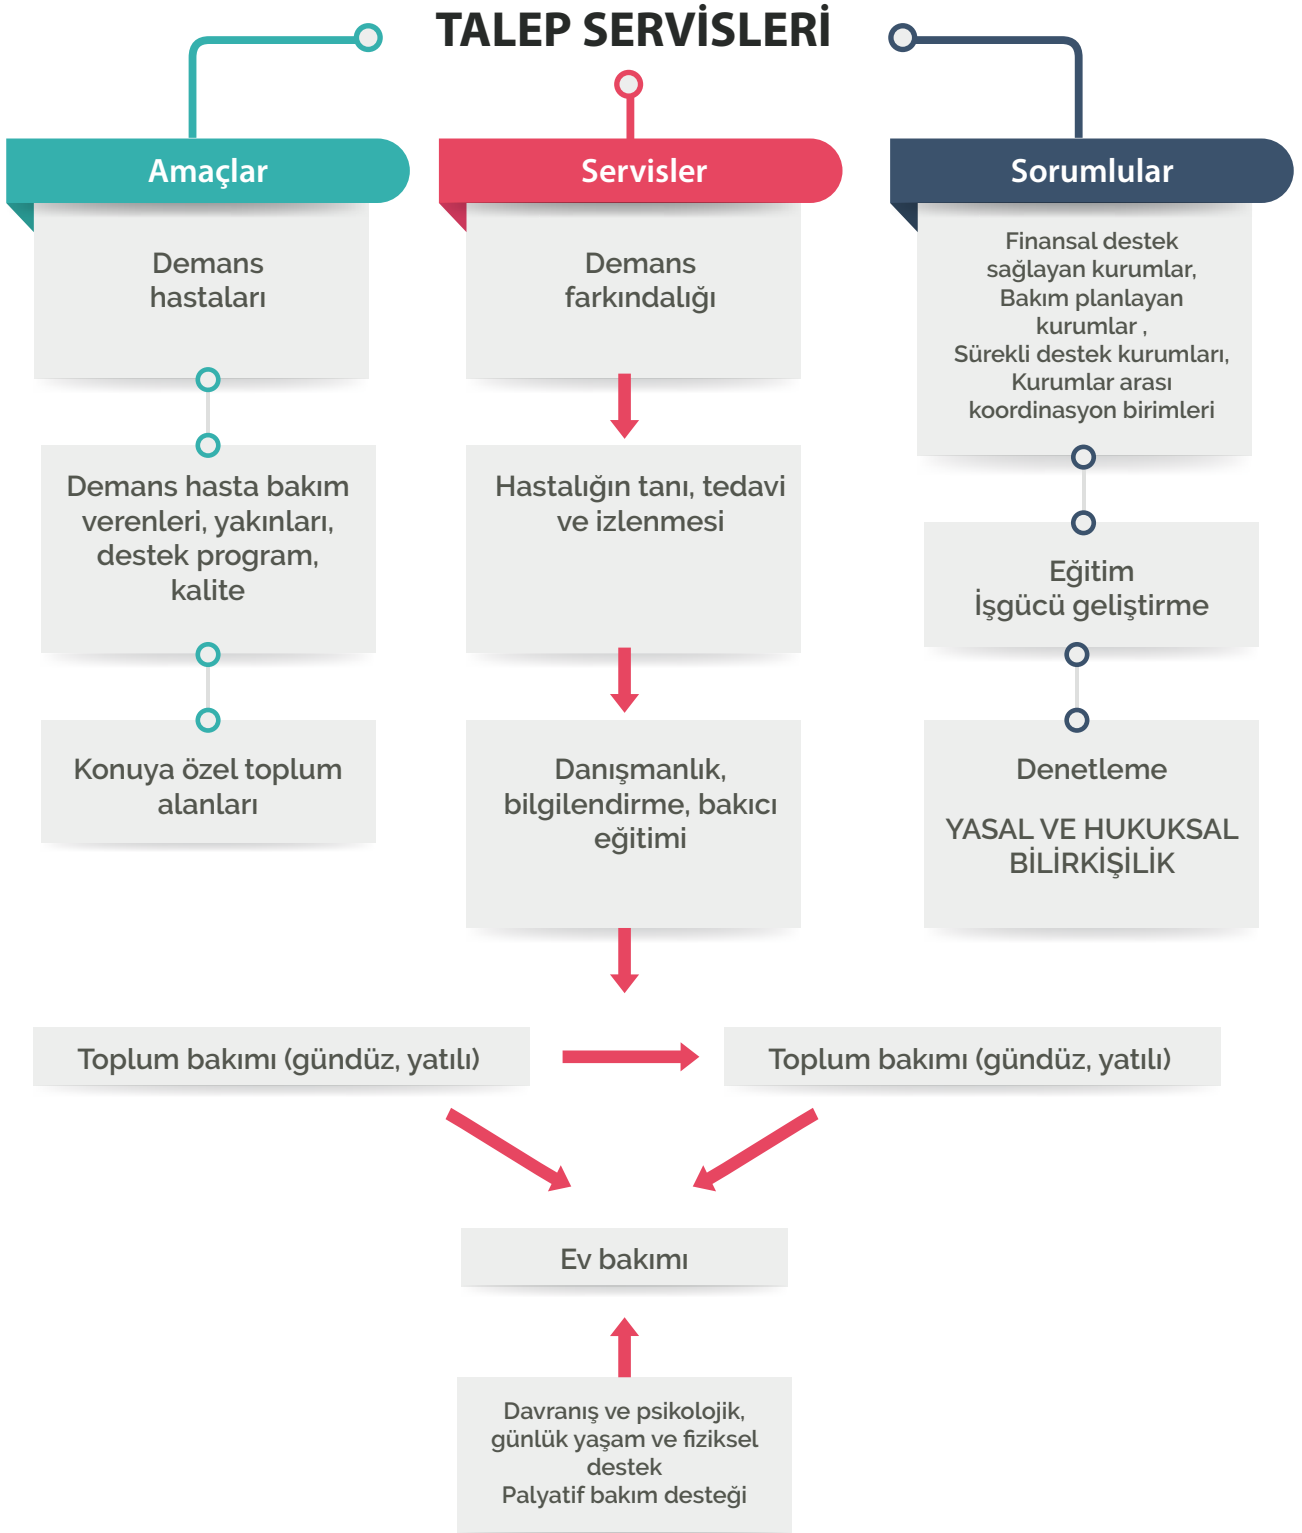 TALEP SERVİSLERİ
Amaçlar
Demans
hastaları
Demans hasta bakım
verenleri, yakınları,
destek program,
kalite
Konuya özel toplum
alanları
Servisler
Demans
farkındalığı
Hastalığın tanı, tedavi
ve izlenmesi
Danışmanlık,
bilgilendirme, bakıcı
eğitimi
Sorumlular
Finansal destek
sağlayan kurumlar,
Bakım planlayan
kurumlar ,
Sürekli destek kurumları,
Kurumlar arası
koordinasyon birimleri
Eğitim
İşgücü geliştirme
Denetleme
YASAL VE HUKUKSAL
BİLİRKİŞİLİK
Toplum bakımı (gündüz, yatılı)
Toplum bakımı (gündüz, yatılı)
Ev bakımı
Davranış ve psikolojik,
günlük yaşam ve fiziksel
destek
Palyatif bakım desteği